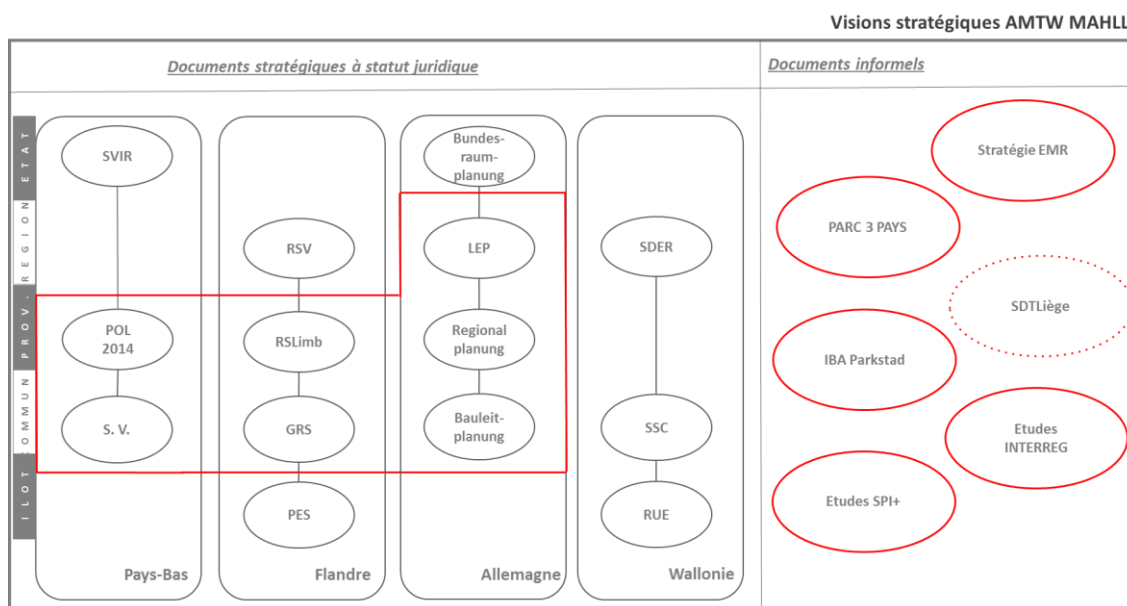 Visions stratégiques AMTW MAHLL
Documents stratégiques à statut juridique
Documents informels
ETAT
REGION
PROV.
COMMUN
ILOT
SVIR
POL
2014
S. V.
Pays-Bas
RSV
RSLimb
GRS
PES
Flandre
Bundes-
raum-
planung
LEP
Regional
planung
Bauleit-
planung
Allemagne
SDER
SSC
RUE
Wallonie
Stratégie EMR
PARC 3 PAYS
SDTLiège
IBA Parkstad
Etudes
INTERREG
Etudes SPI+